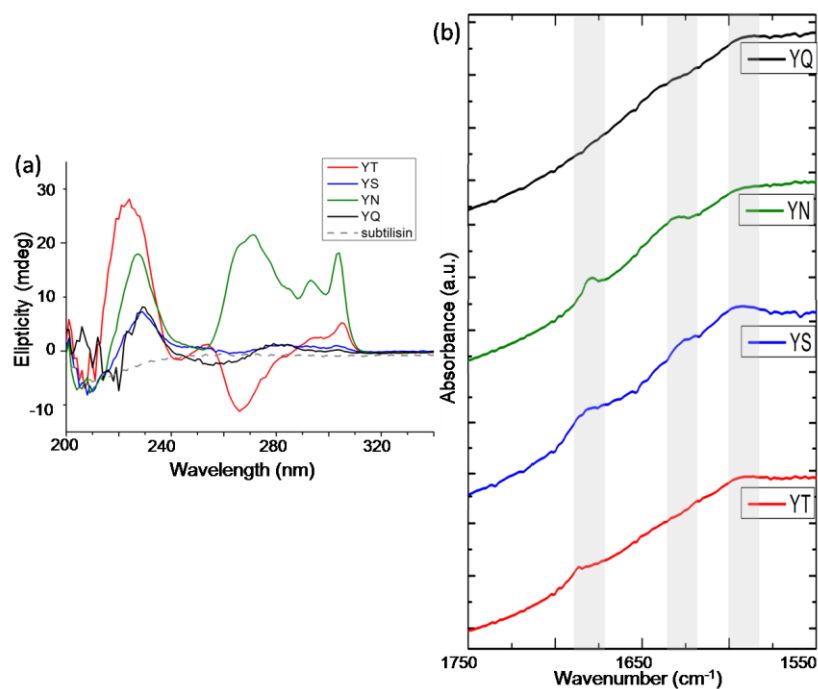 (a)
Elipticity (mdeg)
30
20
10
0
-10
200
240
280
320
Wavelength (nm)
YT
YS
YN
YQ
subtilisin
(b)
Absorbance (a.u.)
YQ
YN
YS
YT
1750
1650
1550
Wavenumber (cm⁻¹)